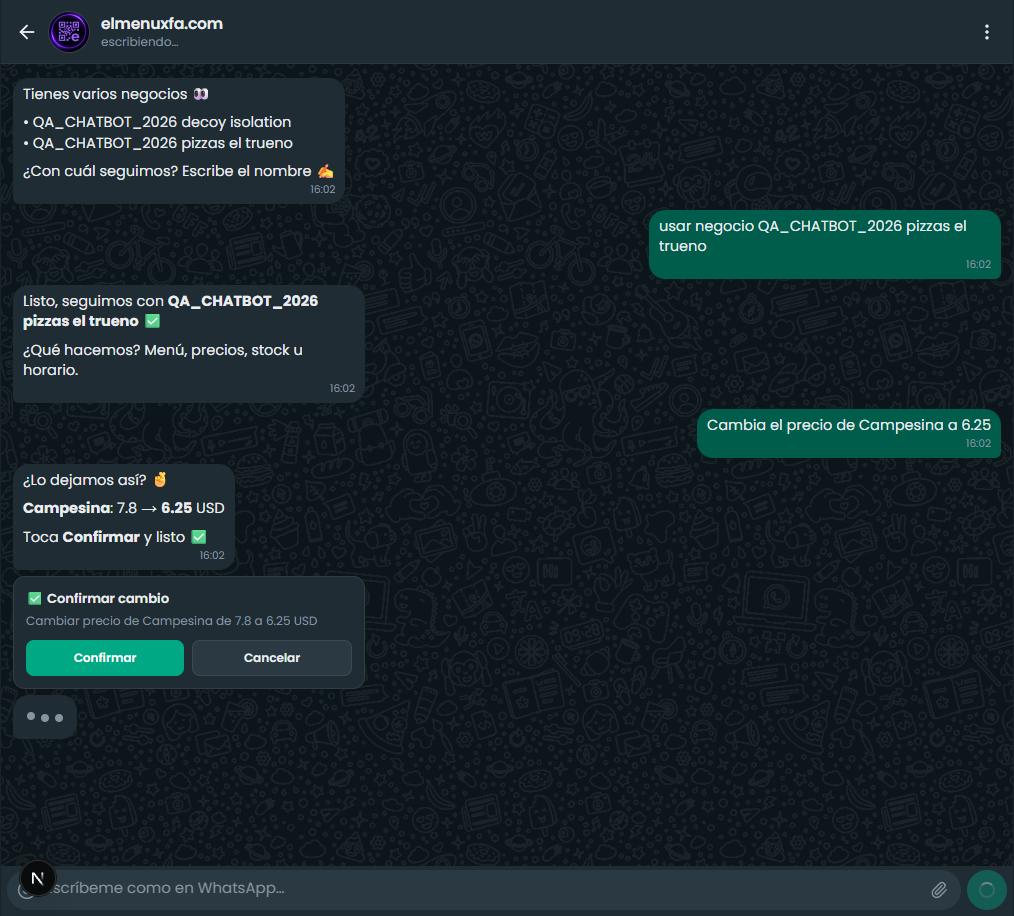 elmenuxfa.com
escribiendo...
Tienes varios negocios 👀
• QA_CHATBOT_2026 decoy isolation
• QA_CHATBOT_2026 pizzas el trueno
¿Con cuál seguimos? Escribe el nombre ✍️
16:02
usar negocio QA_CHATBOT_2026 pizzas el
trueno
16:02
Listo, seguimos con QA_CHATBOT_2026
pizzas el trueno ✅
¿Qué hacemos? Menú, precios, stock u
horario.
16:02
Cambia el precio de Campesina a 6.25
16:02
¿Lo dejamos así? ✌️
Campesina: 7.8 → 6.25 USD
Toca Confirmar y listo ✅
16:02
✅ Confirmar cambio
Cambiar precio de Campesina de 7.8 a 6.25 USD
Confirmar
Cancelar
N
scríbeme como en WhatsApp...